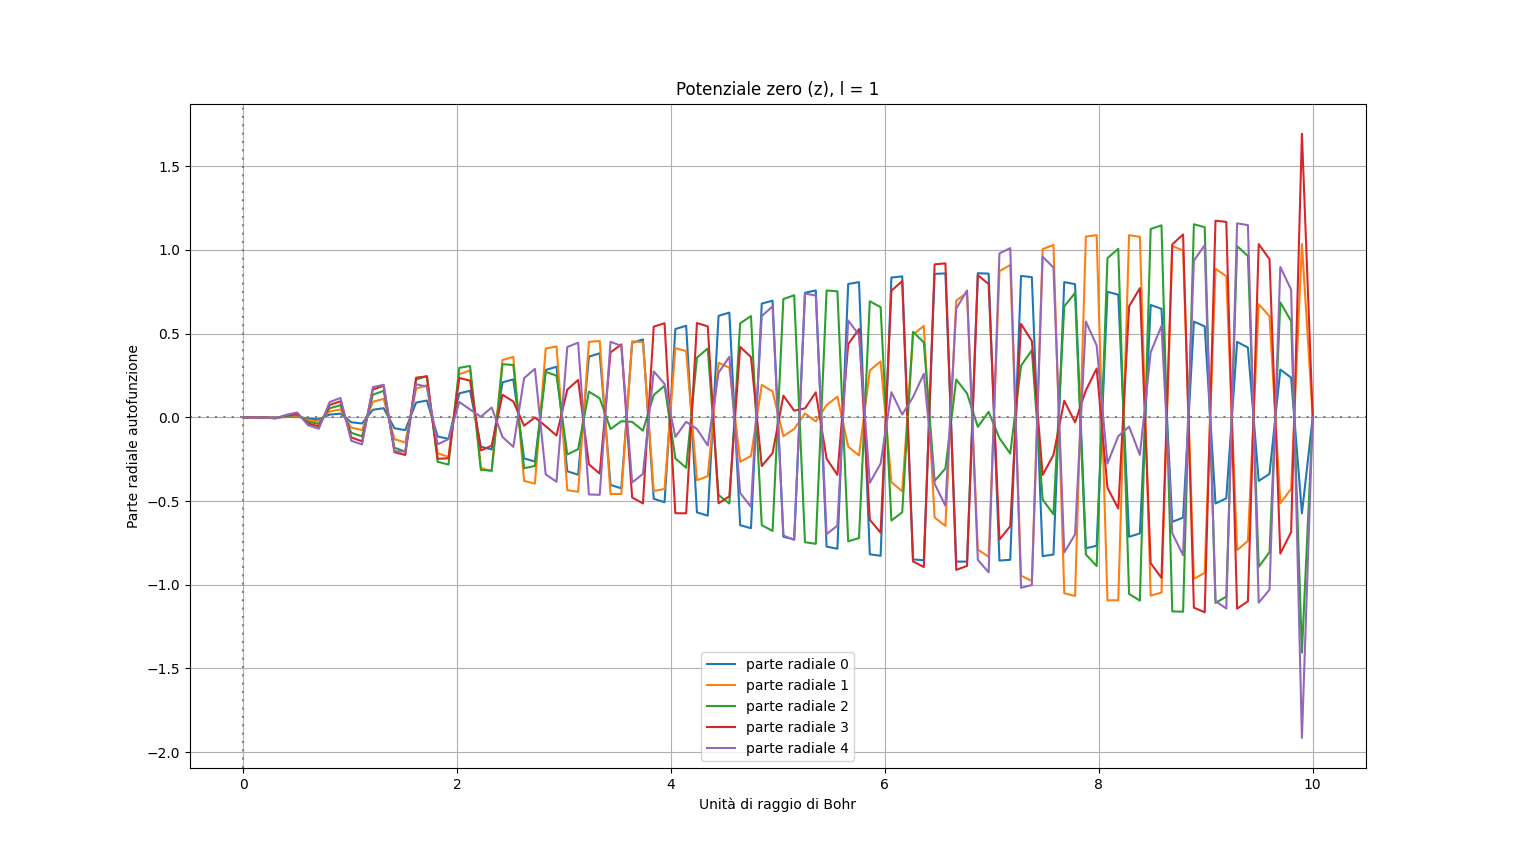 Potenziale zero (z), l = 1
Parte radiale autofunzione
1.5
1.0
0.5
0.0
−0.5
−1.0
−1.5
−2.0
parte radiale 0
parte radiale 1
parte radiale 2
parte radiale 3
parte radiale 4
0 2 4 6 8 10
Unità di raggio di Bohr